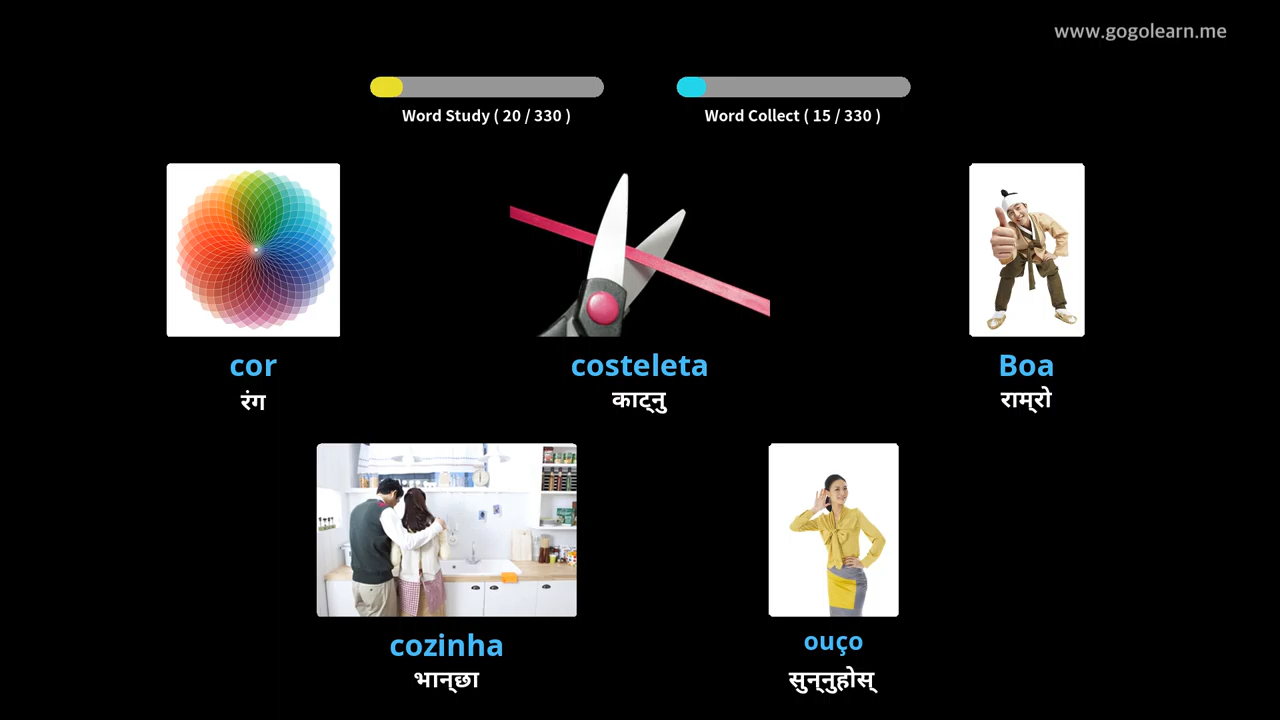 www.gogolearn.me
Word Study ( 20 / 330 )
Word Collect ( 15 / 330 )
cor
रंग
costeleta
काट्नु
Boa
राम्रो
cozinha
भान्छा
ouço
सुन्नुहोस्